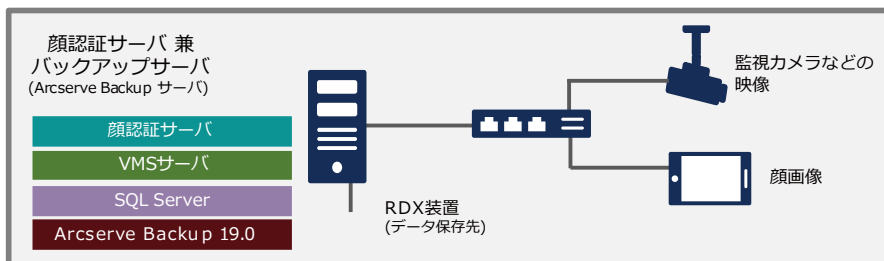 顔認証サーバ 兼
バックアップサーバ
(Arcserve Backup サーバ)
顔認証サーバ
VMSサーバ
SQL Server
Arcserve Backup 19.0
RDX装置
(データ保存先)
監視カメラなどの
映像
顔画像